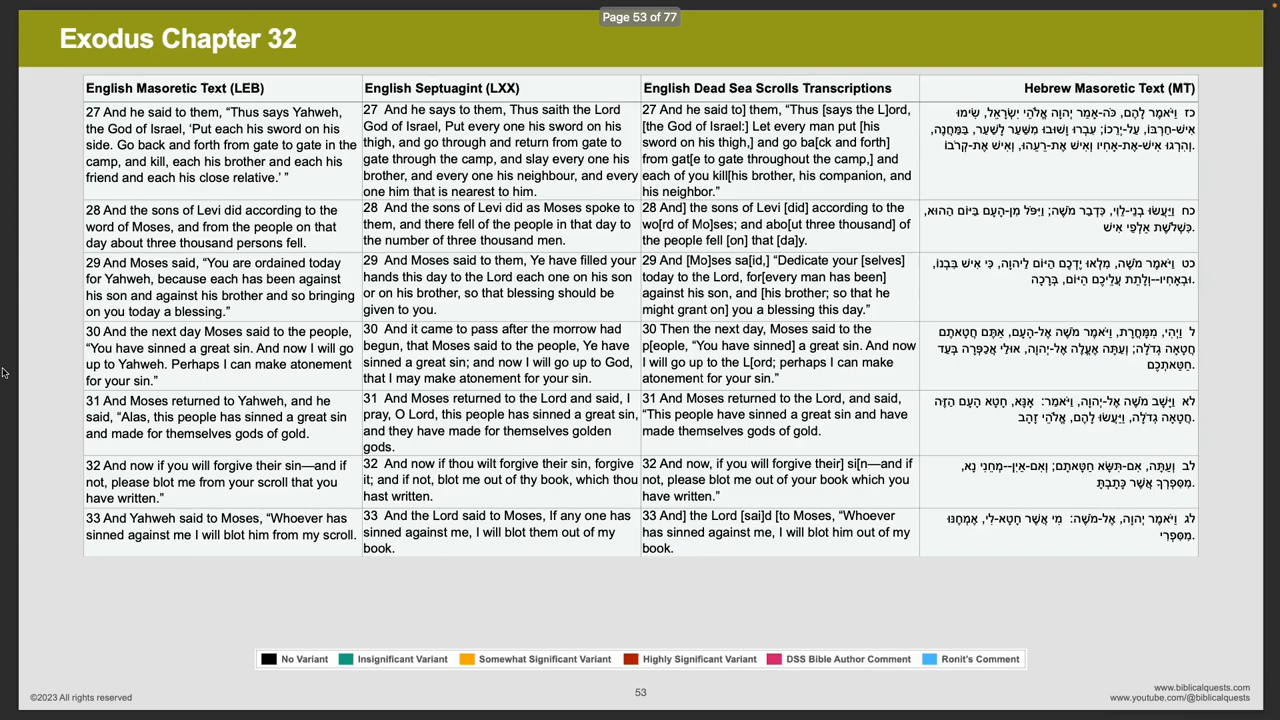 Page 53 of 77
Exodus Chapter 32
English Masoretic Text (LEB)
English Septuagint (LXX)
English Dead Sea Scrolls Transcriptions
Hebrew Masoretic Text (MT)
27 And he said to them, “Thus says Yahweh,
the God of Israel, ‘Put each his sword on his
side. Go back and forth from gate to gate in the
camp, and kill, each his brother and each his
friend and each his close relative.’ ”
27 And he says to them, Thus saith the Lord
God of Israel, Put every one his sword on his
thigh, and go through and return from gate to
gate through the camp, and slay every one his
brother, and every one his neighbour, and every
one him that is nearest to him.
27 And he said] to them, “Thus [says the L]ord,
[the God of Israel:] Let every man put [his
sword on his thigh,] and go ba[ck and forth]
from gat[e to gate throughout the camp,] and
each of you kill[his brother, his companion, and
his neighbor.”
כז וַיֹּאמֶר לָהֶם, כֹּה-אָמַר יְהוָה אֱלֹהֵי יִשְׂרָאֵל, שִׂימוּ
אִישׁ-חַרְבּוֹ, עַל-יְרֵכוֹ; עִבְרוּ וָשׁוּבוּ מִשַּׁעַר לָשַׁעַר, בַּמַּחֲנֶה,
וְהִרְגוּ אִישׁ-אֶת-אָחִיו וְאִישׁ אֶת-רֵעֵהוּ, וְאִישׁ אֶת-קְרֹבוֹ.
28 And the sons of Levi did according to the
word of Moses, and from the people on that
day about three thousand persons fell.
28 And the sons of Levi did as Moses spoke to
them, and there fell of the people in that day to
the number of three thousand men.
28 And] the sons of Levi [did] according to the
wo[rd of Mo]ses; and abo[ut three thousand] of
the people fell [on] that [da]y.
כח וַיַּעֲשׂוּ בְנֵי-לֵוִי, כִּדְבַר מֹשֶׁה; וַיִּפֹּל מִן-הָעָם בַּיּוֹם הַהוּא,
כִּשְׁלֹשֶׁת אַלְפֵי אִישׁ.
29 And Moses said, “You are ordained today
for Yahweh, because each has been against
his son and against his brother and so bringing
on you today a blessing.”
29 And Moses said to them, Ye have filled your
hands this day to the Lord each one on his son
or on his brother, so that blessing should be
given to you.
29 And [Mo]ses sa[id,] “Dedicate your [selves]
today to the Lord, for[every man has been]
against his son, and [his brother; so that he
might grant on] you a blessing this day.”
כט וַיֹּאמֶר מֹשֶׁה, מִלְאוּ יֶדְכֶם הַיּוֹם לַיהוָה, כִּי אִישׁ בִּבְנוֹ,
וּבְאָחִיו--וְלָתֵת עֲלֵיכֶם הַיּוֹם, בְּרָכָה.
30 And the next day Moses said to the people,
“You have sinned a great sin. And now I will go
up to Yahweh. Perhaps I can make atonement
for your sin.”
30 And it came to pass after the morrow had
begun, that Moses said to the people, Ye have
sinned a great sin; and now I will go up to God,
that I may make atonement for your sin.
30 Then the next day, Moses said to the
p[eople, “You have sinned] a great sin. And now
I will go up to the L[ord; perhaps I can make
atonement for your sin.”
ל וַיְהִי, מִמָּחֳרָת, וַיֹּאמֶר מֹשֶׁה אֶל-הָעָם, אַתֶּם חֲטָאתֶם
חֲטָאָה גְדֹלָה; וְעַתָּה אֶעֱלֶה אֶל-יְהוָה, אוּלַי אֲכַפְּרָה בְּעַד
חַטַּאתְכֶם.
31 And Moses returned to Yahweh, and he
said, “Alas, this people has sinned a great sin
and made for themselves gods of gold.
31 And Moses returned to the Lord and said, I
pray, O Lord, this people has sinned a great sin,
and they have made for themselves golden
gods.
31 And Moses returned to the Lord, and said,
“This people have sinned a great sin and have
made themselves gods of gold.
לא וַיָּשָׁב מֹשֶׁה אֶל-יְהוָה, וַיֹּאמַר: אָנָּא, חָטָא הָעָם הַזֶּה
חֲטָאָה גְדֹלָה, וַיַּעֲשׂוּ לָהֶם, אֱלֹהֵי זָהָב.
32 And now if you will forgive their sin—and if
not, please blot me from your scroll that you
have written.”
32 And now if thou wilt forgive their sin, forgive
it; and if not, blot me out of thy book, which thou
hast written.
32 And now, if you will forgive their] si[n—and if
not, please blot me out of your book which you
have written.”
לב וְעַתָּה, אִם-תִּשָּׂא חַטָּאתָם; וְאִם-אַיִן--מְחֵנִי נָא,
מִסִּפְרְךָ אֲשֶׁר כָּתָבְתָּ.
33 And Yahweh said to Moses, “Whoever has
sinned against me I will blot him from my scroll.
33 And the Lord said to Moses, If any one has
sinned against me, I will blot them out of my
book.
33 And] the Lord [sai]d [to Moses, “Whoever
has sinned against me, I will blot him out of my
book.
לג וַיֹּאמֶר יְהוָה, אֶל-מֹשֶׁה: מִי אֲשֶׁר חָטָא-לִי, אֶמְחֶנּוּ
מִסִּפְרִי.
No Variant
Insignificant Variant
Somewhat Significant Variant
Highly Significant Variant
DSS Bible Author Comment
Ronit's Comment
©2023 All rights reserved
53
www.biblicalquests.com
www.youtube.com/@biblicalquests